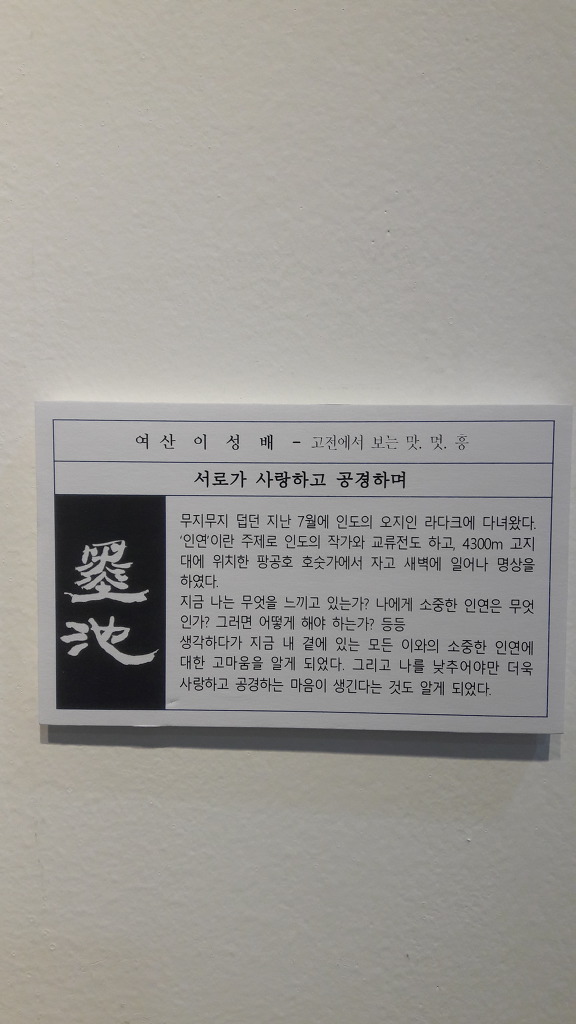 여산 이성배 - 고전에서 보는 맛. 멋. 흥
서로가 사랑하고 공경하며
墨池
무지무지 덥던 지난 7월에 인도의 오지인 라다크에 다녀왔다.
'인연'이란 주제로 인도의 작가와 교류전도 하고, 4300m 고지
대에 위치한 팡공호 호숫가에서 자고 새벽에 일어나 명상을
하였다.
지금 나는 무엇을 느끼고 있는가? 나에게 소중한 인연은 무엇
인가? 그러면 어떻게 해야 하는가? 등등
생각하다가 지금 내 곁에 있는 모든 이와의 소중한 인연에
대한 고마움을 알게 되었다. 그리고 나를 낮추어야만 더욱
사랑하고 공경하는 마음이 생긴다는 것도 알게 되었다.